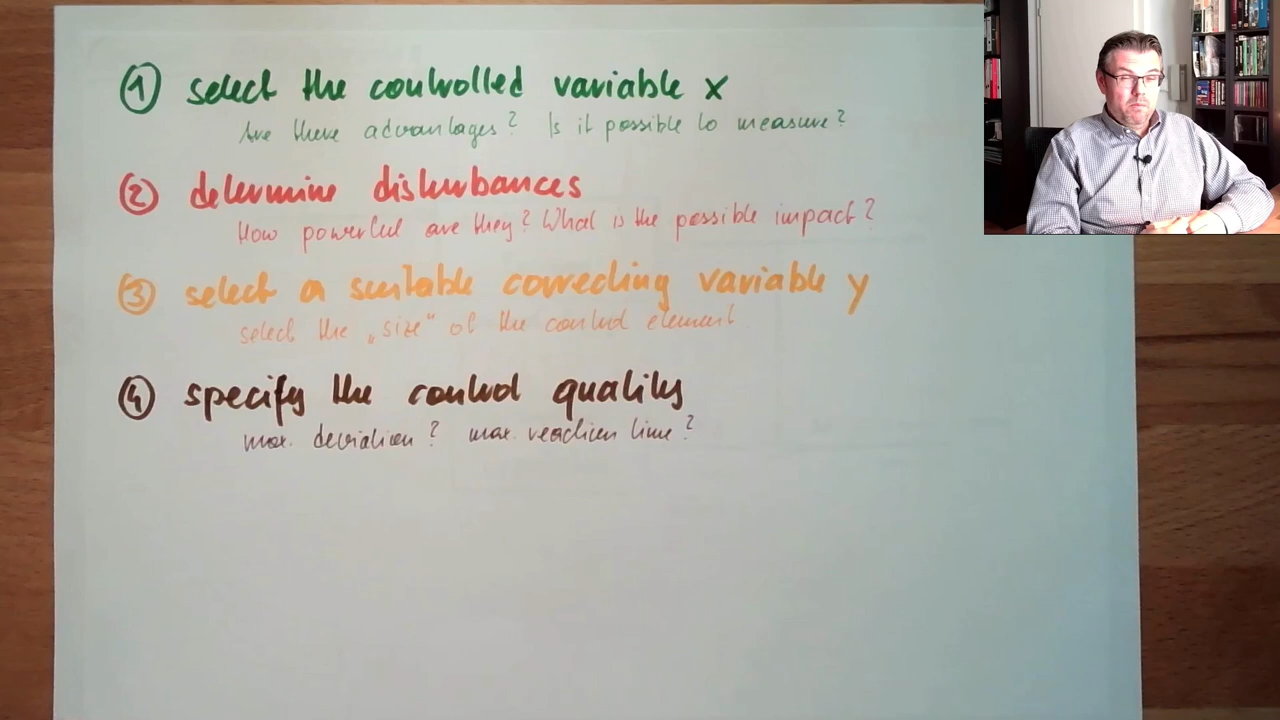 ① select the controlled variable x
Are there advantages? Is it possible to measure?
② determine disturbances
How powerful are they? What is the possible impact?
③ select a suitable correcting variable y
select the „size" of the control element
④ specify the control quality
max. deviation? max. reaction time?